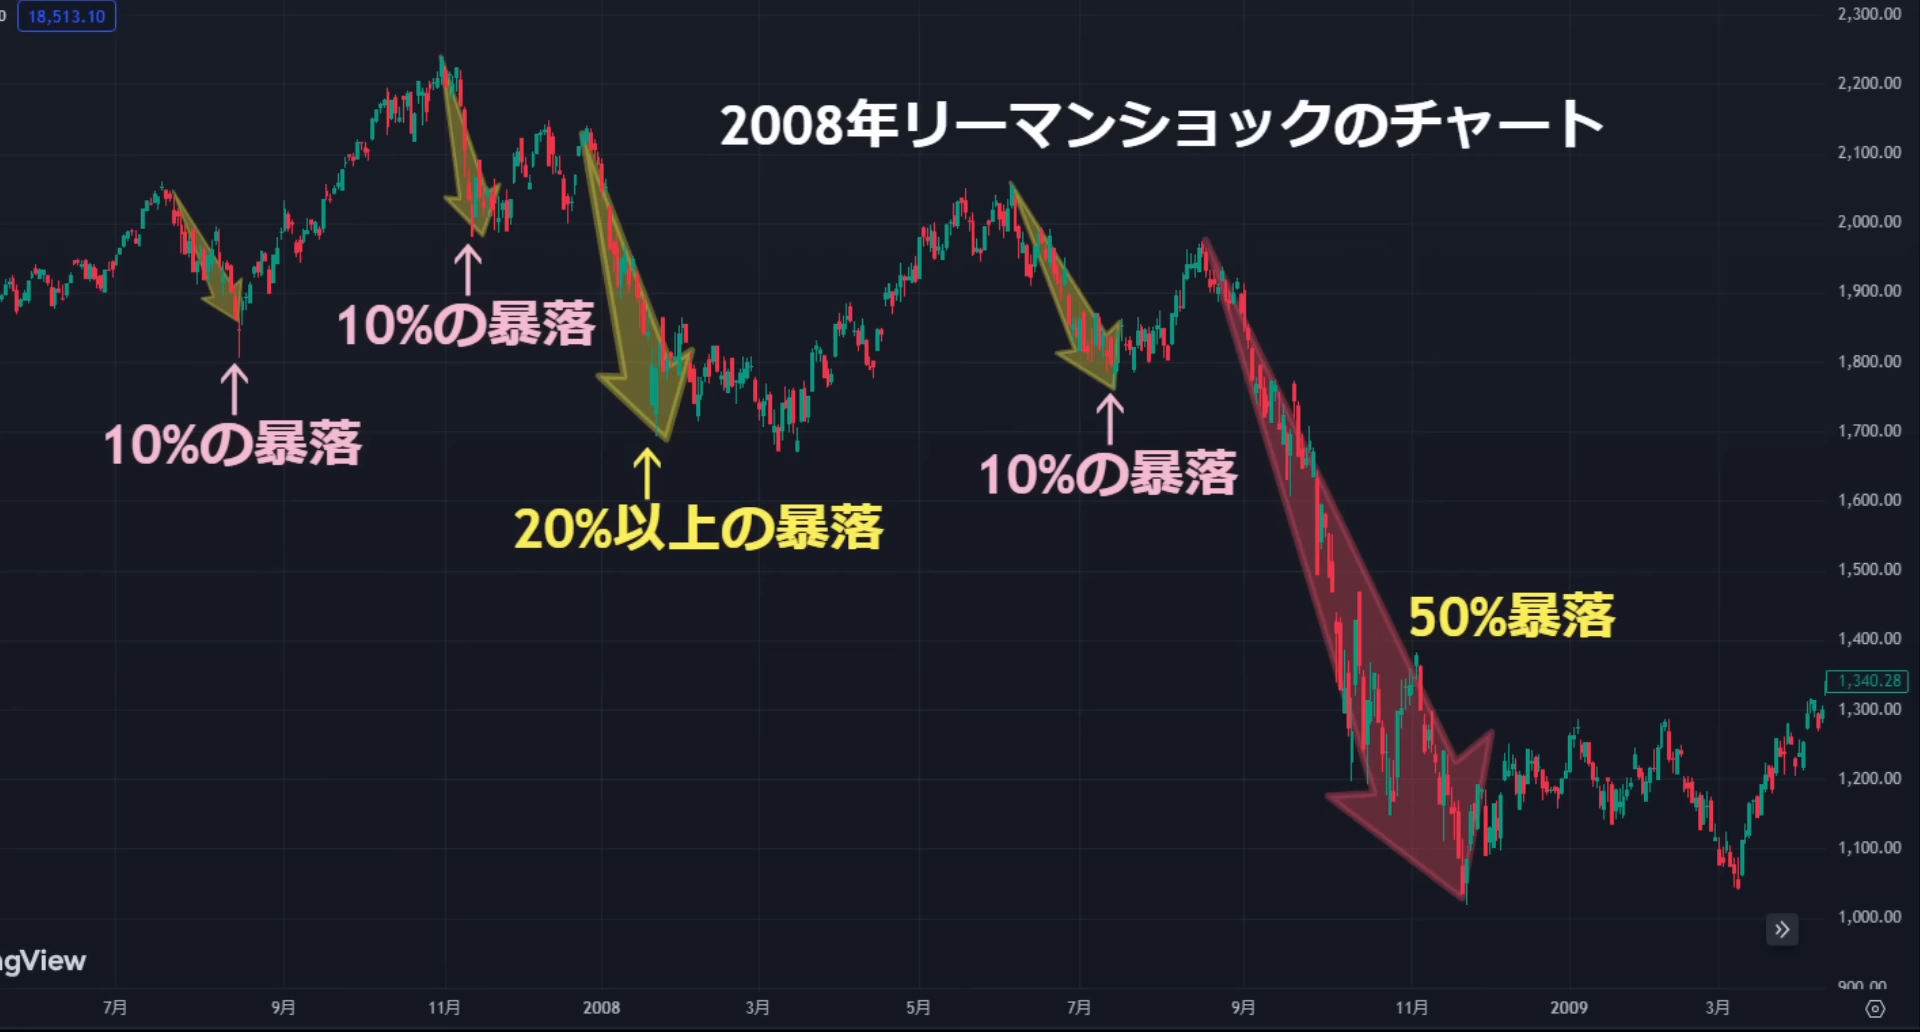 18,513.10
2,300.00
2,200.00
2008年リーマンショックのチャート
2,100.00
2,000.00
1,900.00
10%の暴落
1,800.00
10%の暴落
1,700.00
10%の暴落
20%以上の暴落
1,600.00
1,500.00
50%暴落
1,400.00
1,340.28
1,300.00
1,200.00
1,100.00
1,000.00
gView
900.00
7月 9月 11月 2008 3月 5月 7月 9月 11月 2009 3月